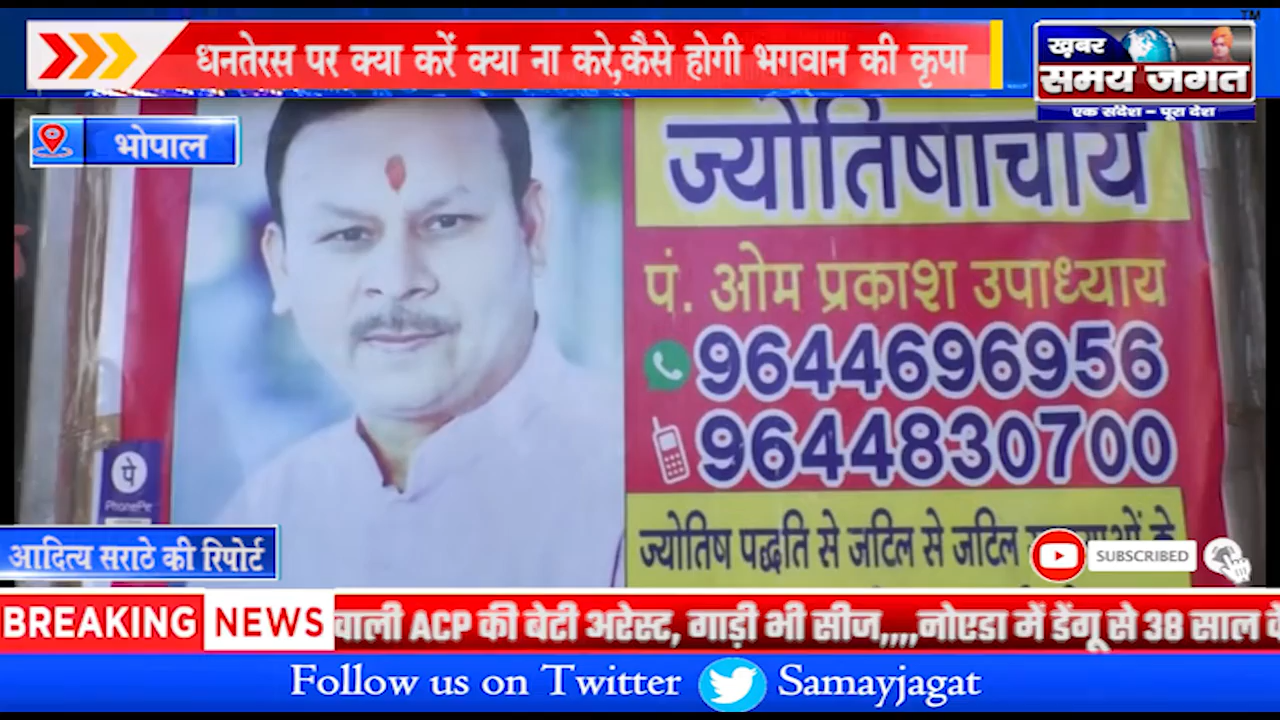 धनतेरस पर क्या करें क्या ना करे,कैसे होगी भगवान की कृपा
TM
ख़बर
समय जगत
एक संदेश – पूरा देश
भोपाल
ज्योतिषाचार्य
पं. ओम प्रकाश उपाध्याय
9644696956
9644830700
पे
PhonePe
ज्योतिष पद्धति से जटिल से जटिल
SUBSCRIBED
आदित्य सराठे की रिपोर्ट
BREAKING NEWS
वाली ACP की बेटी अरेस्ट, गाड़ी भी सीज,,,,नोएडा में डेंगू से 38 साल के
Follow us on Twitter Samayjagat